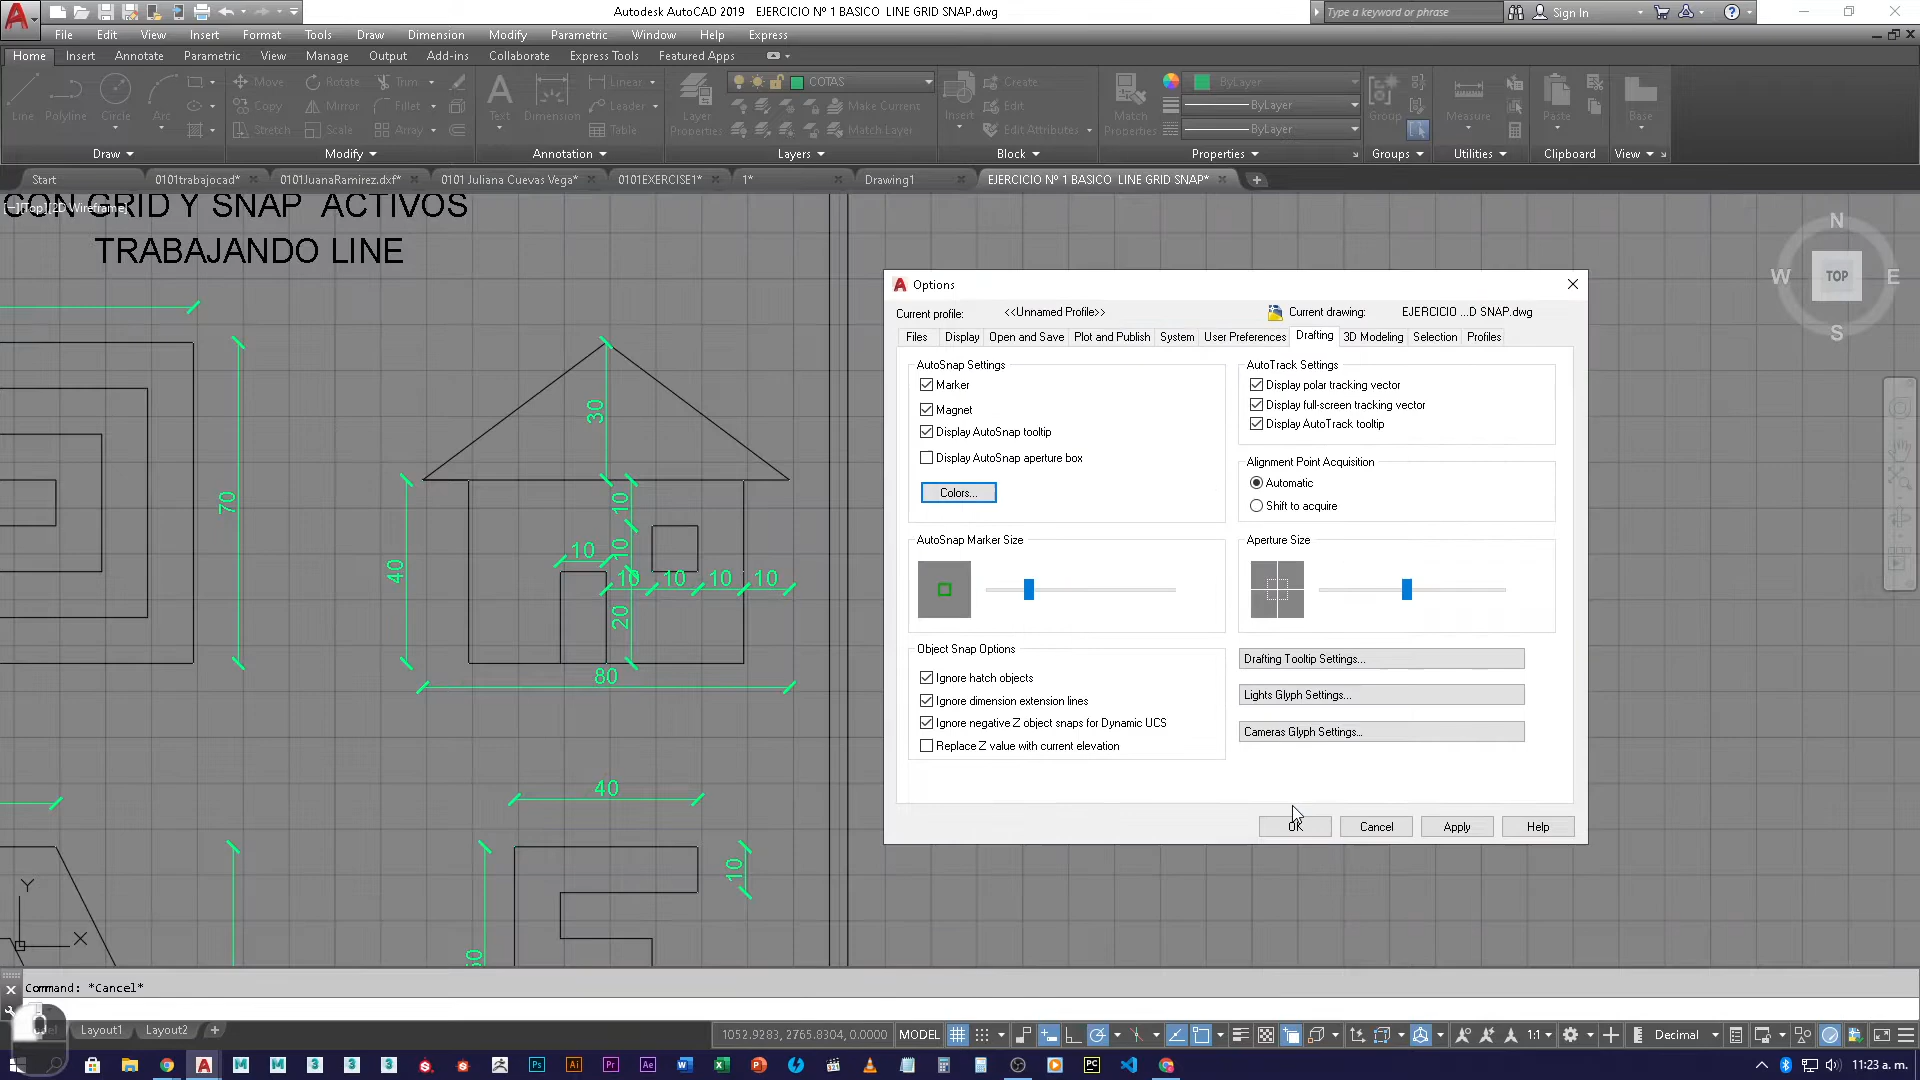 Autodesk AutoCAD 2019   EJERCICIO Nº 1 BASICO  LINE GRID SNAP.dwg
Type a keyword or phrase
Sign In
File Edit View Insert Format Tools Draw Dimension Modify Parametric Window Help Express
Home Insert Annotate Parametric View Manage Output Add-ins Collaborate Express Tools Featured Apps
Line Polyline Circle Arc
Move Rotate Trim
Copy Mirror Fillet
Stretch Scale Array
Text Dimension
Linear
Leader
Table
Layer Properties
COTAS
Make Current
Match Layer
Insert
Create
Edit
Edit Attributes
Match Properties
ByLayer
ByLayer
ByLayer
Group
Measure
Paste
Base
Draw Modify Annotation Layers Block Properties Groups Utilities Clipboard View
Start
0101trabajocad*
0101JuanaRamirez.dxf*
0101 Juliana Cuevas Vega*
0101EXERCISE1*
1*
Drawing1
EJERCICIO Nº 1 BASICO  LINE GRID SNAP*
[−][Top][2D Wireframe]
CON GRID Y SNAP  ACTIVOS
TRABAJANDO LINE
N
W TOP E
S
70
30
40
10
10
10
10 10 10 10
20
80
40
10
Y
X
Options
Current profile: <<Unnamed Profile>>
Current drawing: EJERCICIO ...D SNAP.dwg
Files Display Open and Save Plot and Publish System User Preferences Drafting 3D Modeling Selection Profiles
AutoSnap Settings
Marker
Magnet
Display AutoSnap tooltip
Display AutoSnap aperture box
Colors...
AutoSnap Marker Size
Object Snap Options
Ignore hatch objects
Ignore dimension extension lines
Ignore negative Z object snaps for Dynamic UCS
Replace Z value with current elevation
AutoTrack Settings
Display polar tracking vector
Display full-screen tracking vector
Display AutoTrack tooltip
Alignment Point Acquisition
Automatic
Shift to acquire
Aperture Size
Drafting Tooltip Settings...
Lights Glyph Settings...
Cameras Glyph Settings...
OK Cancel Apply Help
Command: *Cancel*
Layout1 Layout2
1052.9283, 2765.8304, 0.0000 MODEL
1:1
Decimal
11:23 a. m.